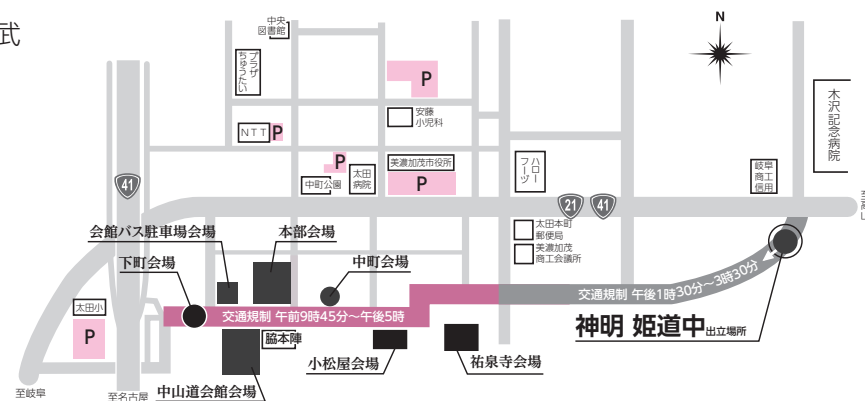 武
中央
図書館
プラザ
ちゅうたい
N
P
安藤
小児科
木沢記念病院
NTT P
P
中町公園
太田
病院
美濃加茂市役所
P
ハロー
フーヅ
岐阜
商工
信用
41
21 41
至高山
太田本町
郵便局
美濃加茂
商工会議所
会館バス駐車場会場
本部会場
下町会場
中町会場
交通規制 午後1時30分～3時30分
太田小
P
交通規制 午前9時45分～午後5時
神明 姫道中出立場所
脇本陣
小松屋会場
祐泉寺会場
中山道会館会場
至岐阜
至名古屋